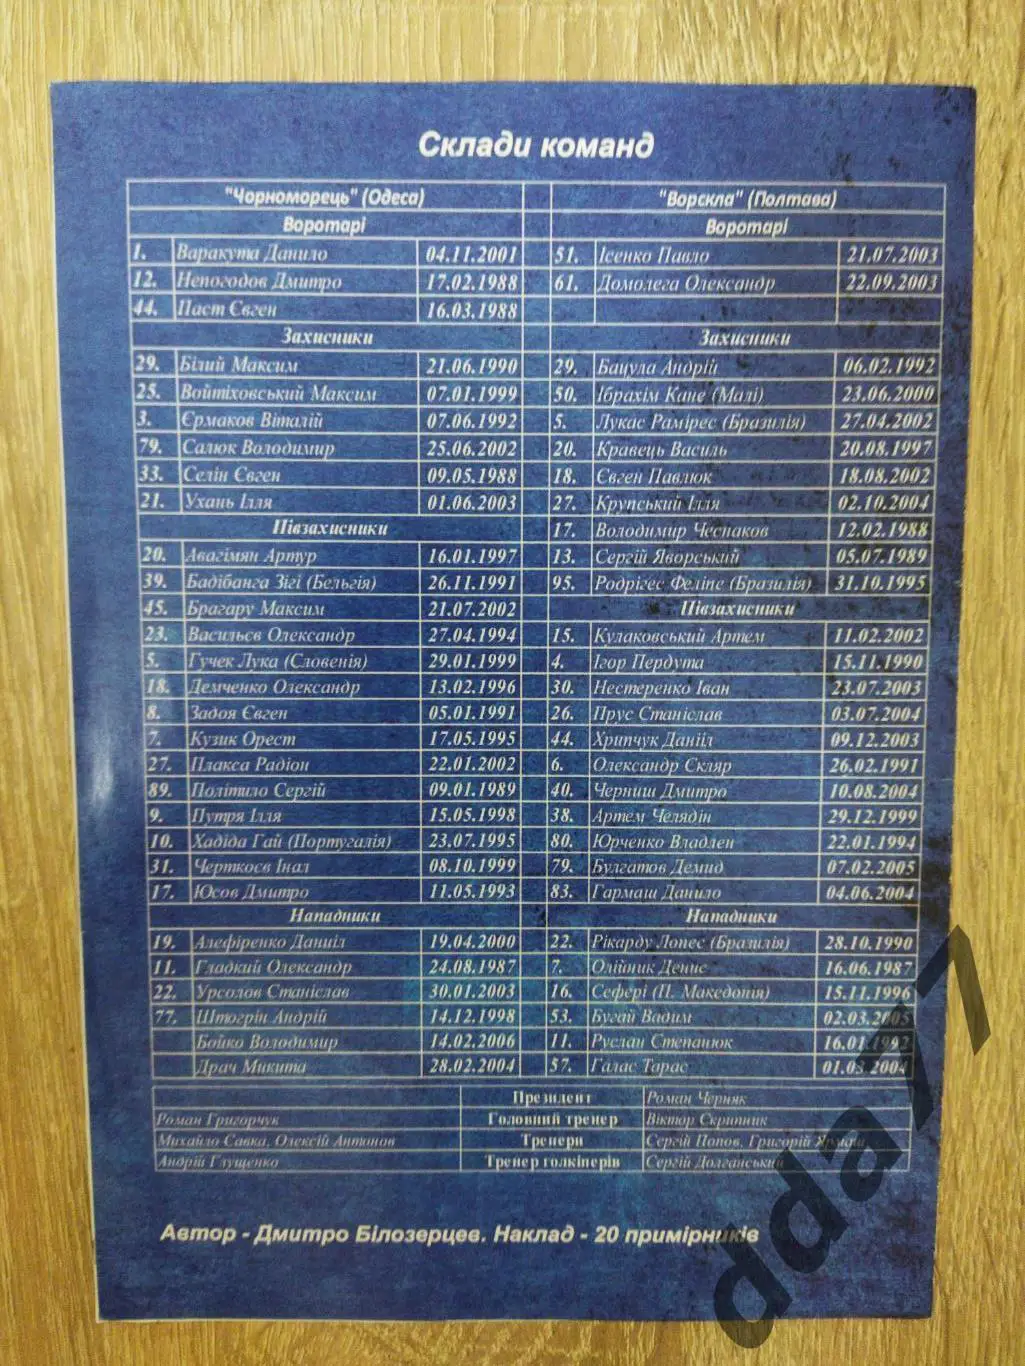 Склади команд
"Чорноморець" (Одеса) "Ворскла" (Полтава)
Воротарі Воротарі
1. Варакута Данило 04.11.2001 51. Ісенко Павло 21.07.2003
12. Непогодов Дмитро 17.02.1988 61. Домолега Олександр 22.09.2003
44. Паст Євген 16.03.1988
Захисники Захисники
29. Білий Максим 21.06.1990 29. Бацула Андрій 06.02.1992
25. Войтіховський Максим 07.01.1999 50. Ібрахім Кане (Малі) 23.06.2000
3. Єрмаков Віталій 07.06.1992 5. Лукас Рамірес (Бразилія) 27.04.2002
79. Салюк Володимир 25.06.2002 20. Кравець Василь 20.08.1997
33. Селін Євген 09.05.1988 18. Євген Павлюк 18.08.2002
21. Ухань Ілля 01.06.2003 27. Крупський Ілля 02.10.2004
Півзахисники 17. Володимир Чеснаков 12.02.1988
20. Авагімян Артур 16.01.1997 13. Сергій Яворський 05.07.1989
39. Бадібанга Зігі (Бельгія) 26.11.1991 95. Родрігес Феліпе (Бразилія) 31.10.1995
45. Брагару Максим 21.07.2002 Півзахисники
23. Васильєв Олександр 27.04.1994 15. Кулаковський Артем 11.02.2002
5. Гучек Лука (Словенія) 29.01.1999 4. Ігор Пердута 15.11.1990
18. Демченко Олександр 13.02.1996 30. Нестеренко Іван 23.07.2003
8. Задоя Євген 05.01.1991 26. Прус Станіслав 03.07.2004
7. Кузик Орест 17.05.1995 44. Хрипчук Данііл 09.12.2003
27. Плакса Радіон 22.01.2002 6. Олександр Скляр 26.02.1991
89. Політило Сергій 09.01.1989 40. Черниш Дмитро 10.08.2004
9. Путря Ілля 15.05.1998 38. Артем Челядін 29.12.1999
10. Хадіда Гай (Португалія) 23.07.1995 80. Юрченко Владлен 22.01.1994
31. Черткоєв Інал 08.10.1999 79. Булгатов Демид 07.02.2005
17. Юсов Дмитро 11.05.1993 83. Гармаш Данило 04.06.2004
Нападники Нападники
19. Алефіренко Данііл 19.04.2000 22. Рікарду Лопес (Бразилія) 28.10.1990
11. Гладкий Олександр 24.08.1987 7. Олійник Денис 16.06.1987
22. Урсолов Станіслав 30.01.2003 16. Сефері (П. Македонія) 15.11.1996
77. Штогрін Андрій 14.12.1998 53. Бугай Вадим 02.03.2005
Бойко Володимир 14.02.2006 11. Руслан Степанюк 16.01.1992
Драч Микита 28.02.2004 57. Галас Тарас 01.03.2004
Президент Роман Черняк
Роман Григорчук Головний тренер Віктор Скрипник
Михайло Савка, Олексій Антонов Тренери Сергій Попов, Григорій Ярмаш
Андрій Глущенко Тренер голкіперів Сергій Долганський
Автор - Дмитро Білозерцев. Наклад - 20 примірників
dda77